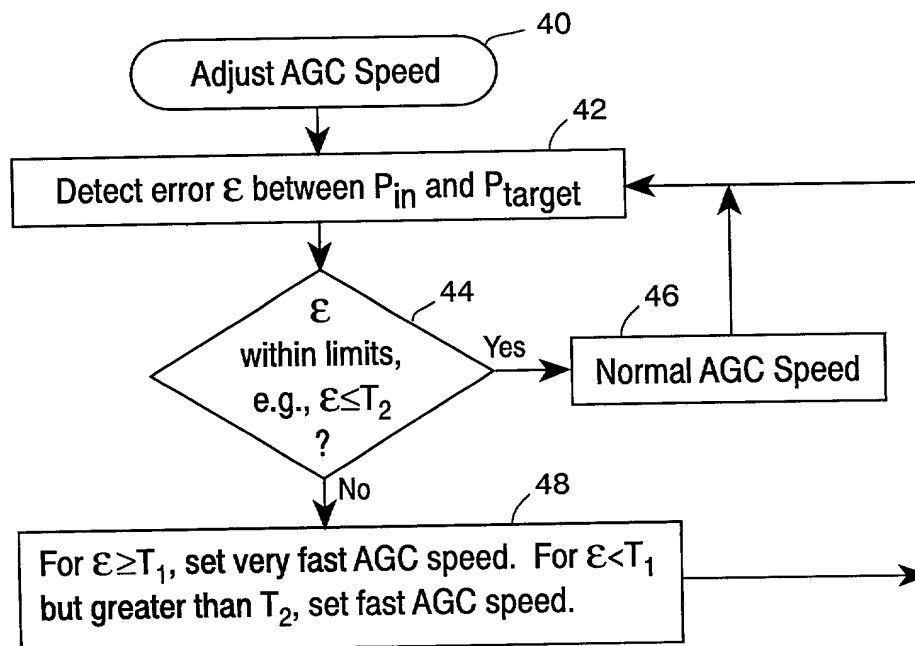 40
Adjust AGC Speed
42
Detect error ε between P_in and P_target
44
ε
within limits,
e.g., ε≤T_2
?
Yes
46
Normal AGC Speed
No
48
For ε≥T_1, set very fast AGC speed. For ε<T_1
but greater than T_2, set fast AGC speed.